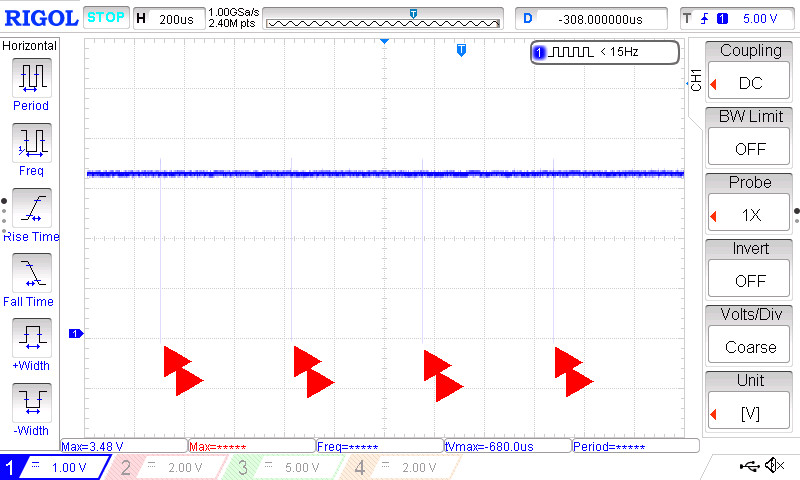 RIGOL STOP H 200us 1.00GSa/s 2.40M pts D -308.000000us T 1 5.00 V
Horizontal
Period
Freq
Rise Time
Fall Time
+Width
-Width
T
T
1 < 15Hz
1
CH1
Coupling
DC
BW Limit
OFF
Probe
1X
Invert
OFF
Volts/Div
Coarse
Unit
[V]
Max=3.48 V Max=***** Freq=***** tVmax=-680.0us Period=*****
1 1.00 V 2 2.00 V 3 5.00 V 4 2.00 V